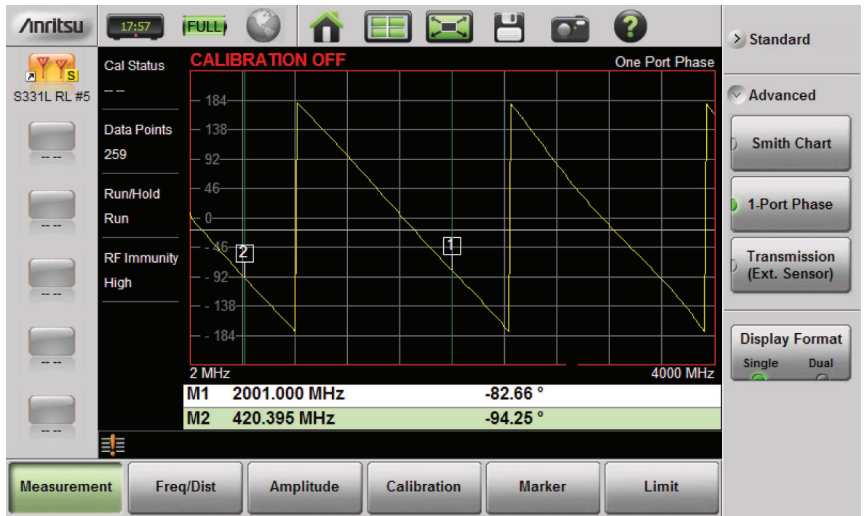 Anritsu
17:57
FULL
?
S331L RL #5
-- --
-- --
-- --
-- --
-- --
Cal Status
--
Data Points
259
Run/Hold
Run
RF Immunity
High
CALIBRATION OFF
One Port Phase
184
138
92
46
0
- 46
- 92
- 138
- 184
2
1
2 MHz
4000 MHz
M1 2001.000 MHz -82.66 °
M2 420.395 MHz -94.25 °
Standard
Advanced
Smith Chart
1-Port Phase
Transmission
(Ext. Sensor)
Display Format
Single Dual
Measurement
Freq/Dist
Amplitude
Calibration
Marker
Limit